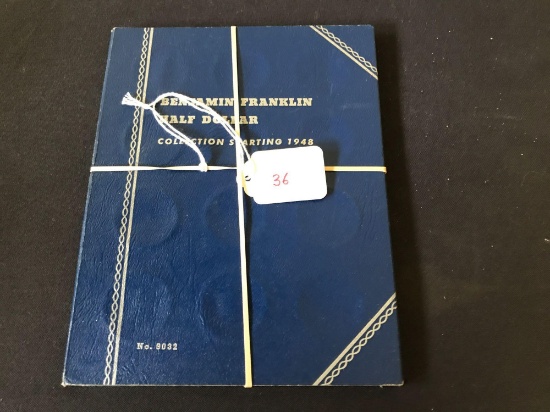 BENJAMIN FRANKLIN
HALF DOLLAR
COLLECTION STARTING 1948
36
No. 9032